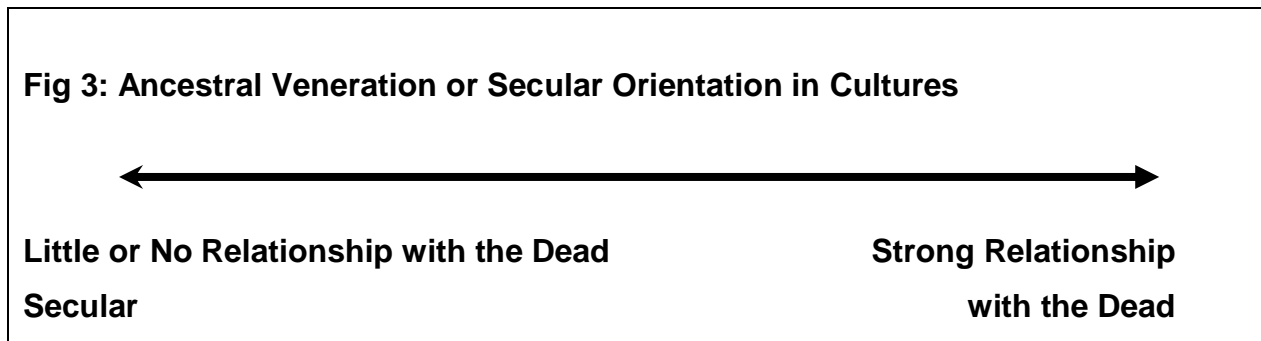 Fig 3: Ancestral Veneration or Secular Orientation in Cultures
Little or No Relationship with the Dead
Secular
Strong Relationship
with the Dead